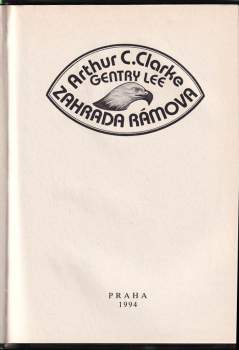 Arthur C. Clarke
GENTRY LEE
ZAHRADA RÁMOVA
PRAHA
1994